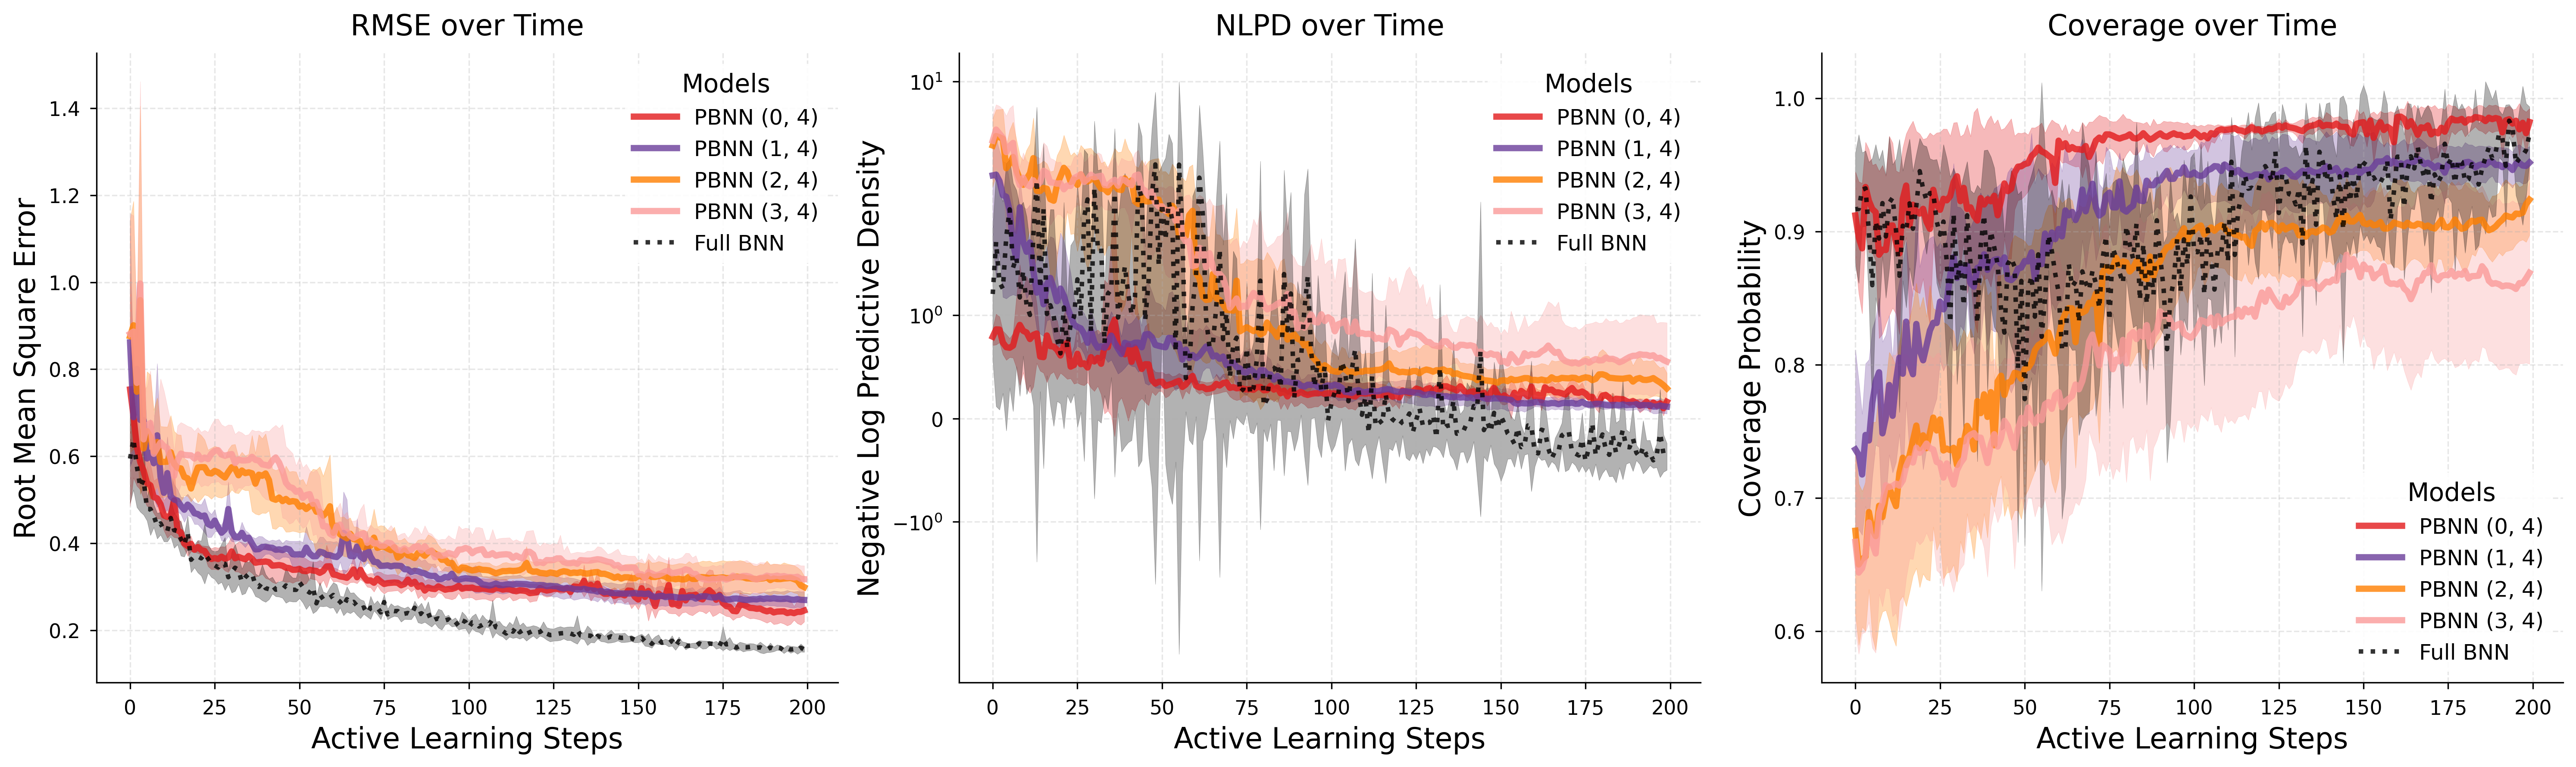 RMSE over Time
Root Mean Square Error
1.4
1.2
1.0
0.8
0.6
0.4
0.2
Models
PBNN (0, 4)
PBNN (1, 4)
PBNN (2, 4)
PBNN (3, 4)
Full BNN
0 25 50 75 100 125 150 175 200
Active Learning Steps
NLPD over Time
Negative Log Predictive Density
10¹
10⁰
0
−10⁰
Models
PBNN (0, 4)
PBNN (1, 4)
PBNN (2, 4)
PBNN (3, 4)
Full BNN
0 25 50 75 100 125 150 175 200
Active Learning Steps
Coverage over Time
Coverage Probability
1.0
0.9
0.8
0.7
0.6
Models
PBNN (0, 4)
PBNN (1, 4)
PBNN (2, 4)
PBNN (3, 4)
Full BNN
0 25 50 75 100 125 150 175 200
Active Learning Steps